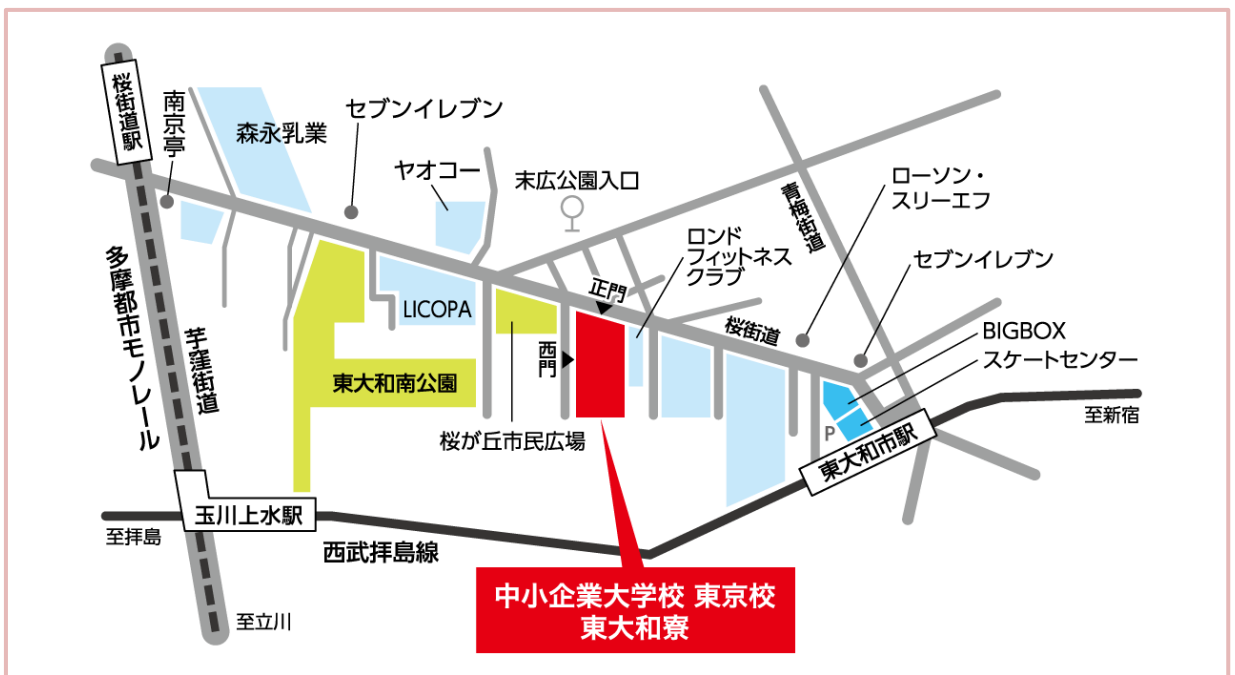 桜街道駅
南京亭
森永乳業
セブンイレブン
ヤオコー
末広公園入口
青梅街道
ローソン・
スリーエフ
ロンド
フィットネス
クラブ
セブンイレブン
多摩都市モノレール
芋窪街道
LICOPA
正門
桜街道
BIGBOX
スケートセンター
西門
東大和南公園
桜が丘市民広場
P
東大和市駅
至新宿
玉川上水駅
至拝島
西武拝島線
至立川
中小企業大学校 東京校
東大和寮